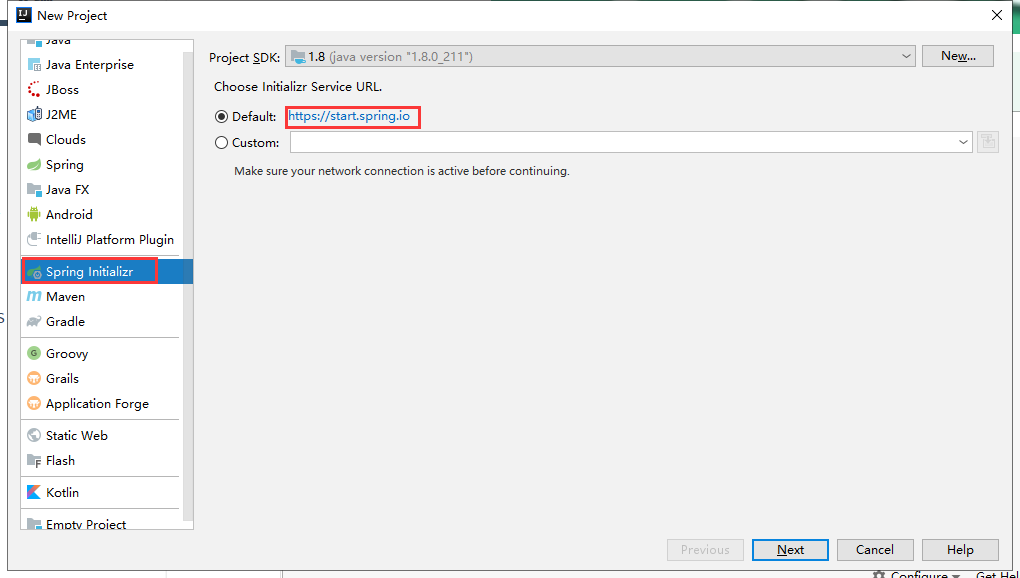 New Project
Java
Java Enterprise
JBoss
J2ME
Clouds
Spring
Java FX
Android
IntelliJ Platform Plugin
Spring Initializr
Maven
Gradle
Groovy
Grails
Application Forge
Static Web
Flash
Kotlin
Empty Project
Project SDK: 1.8 (java version "1.8.0_211") New...
Choose Initializr Service URL.
Default: https://start.spring.io
Custom:
Make sure your network connection is active before continuing.
Previous Next Cancel Help
Configure Get Hel